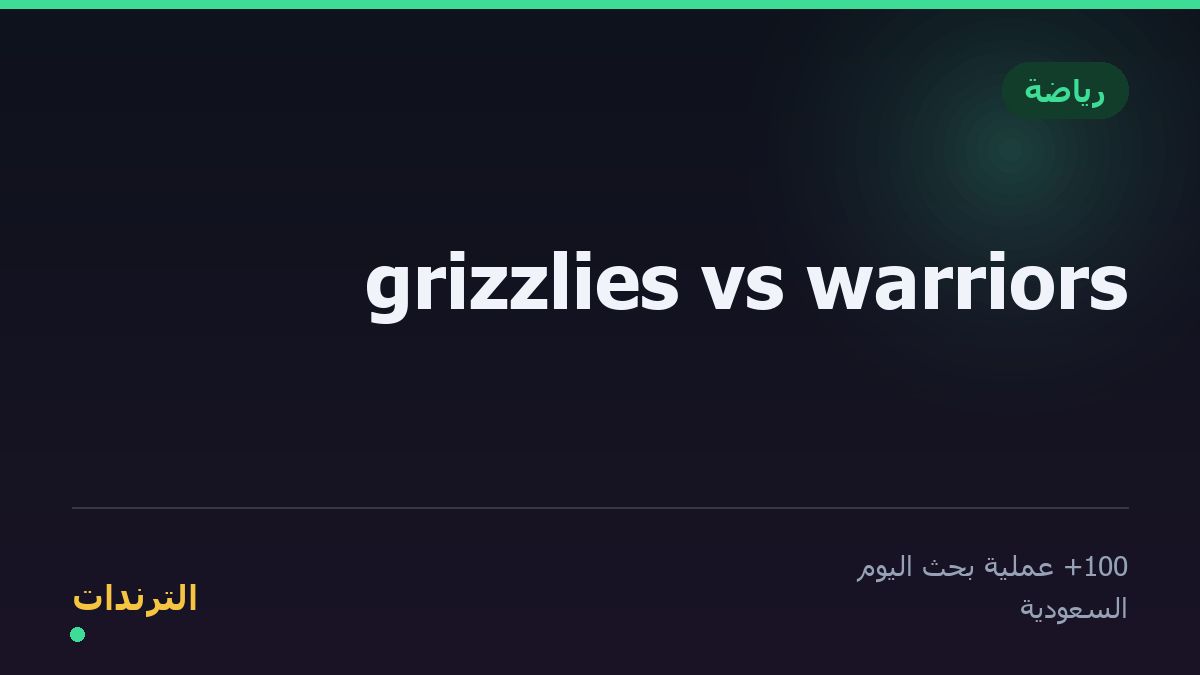 رياضة
grizzlies vs warriors
100+ عملية بحث اليوم
السعودية
الترندات